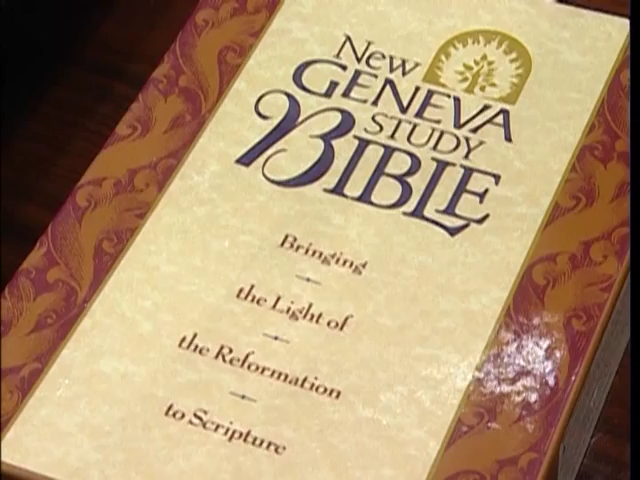 New
GENEVA
STUDY
BIBLE
Bringing
the Light of
the Reformation
to Scripture